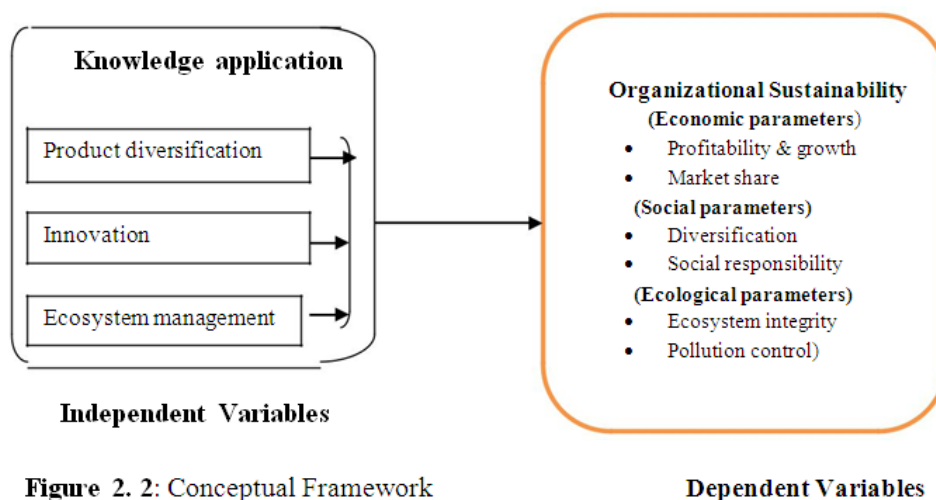 Knowledge application
Product diversification
Innovation
Ecosystem management
Independent Variables
Organizational Sustainability
(Economic parameters)
• Profitability & growth
• Market share
(Social parameters)
• Diversification
• Social responsibility
(Ecological parameters)
• Ecosystem integrity
• Pollution control)
Figure 2. 2: Conceptual Framework
Dependent Variables